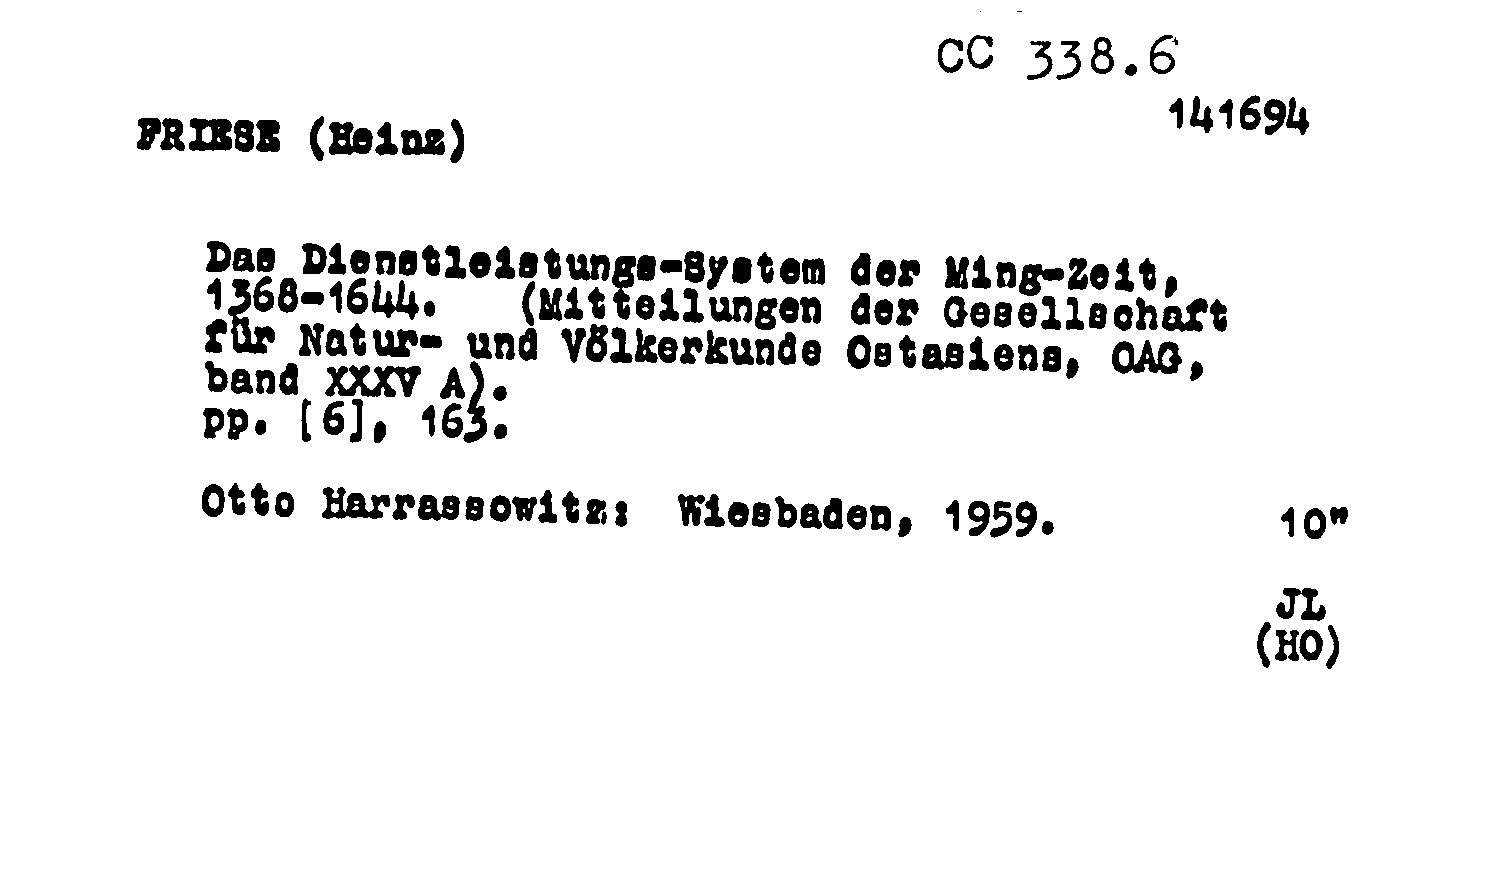 CC 338.6
141694
FRIESE (Heinz)
Das Dienstleistungs-System der Ming-Zeit,
1368-1644. (Mitteilungen der Gesellschaft
für Natur- und Völkerkunde Ostasiens, OAG,
band XXXV A).
pp. [6], 163.
Otto Harrassowitz: Wiesbaden, 1959. 10"
JL
(HO)